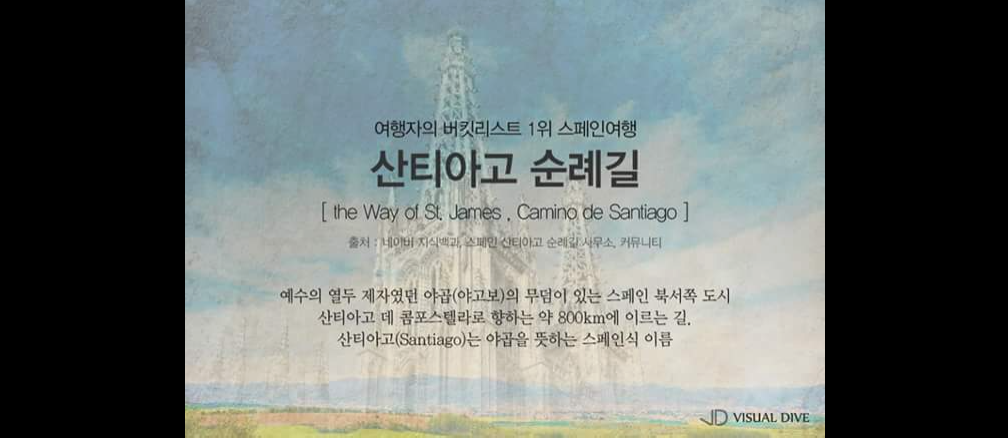 여행자의 버킷리스트 1위 스페인여행
산티아고 순례길
[ the Way of St. James , Camino de Santiago ]
출처 : 네이버 지식백과, 스페인 산티아고 순례길 사무소, 커뮤니티
예수의 열두 제자였던 야곱(야고보)의 무덤이 있는 스페인 북서쪽 도시
산티아고 데 콤포스텔라로 향하는 약 800km에 이르는 길.
산티아고(Santiago)는 야곱을 뜻하는 스페인식 이름
VISUAL DIVE